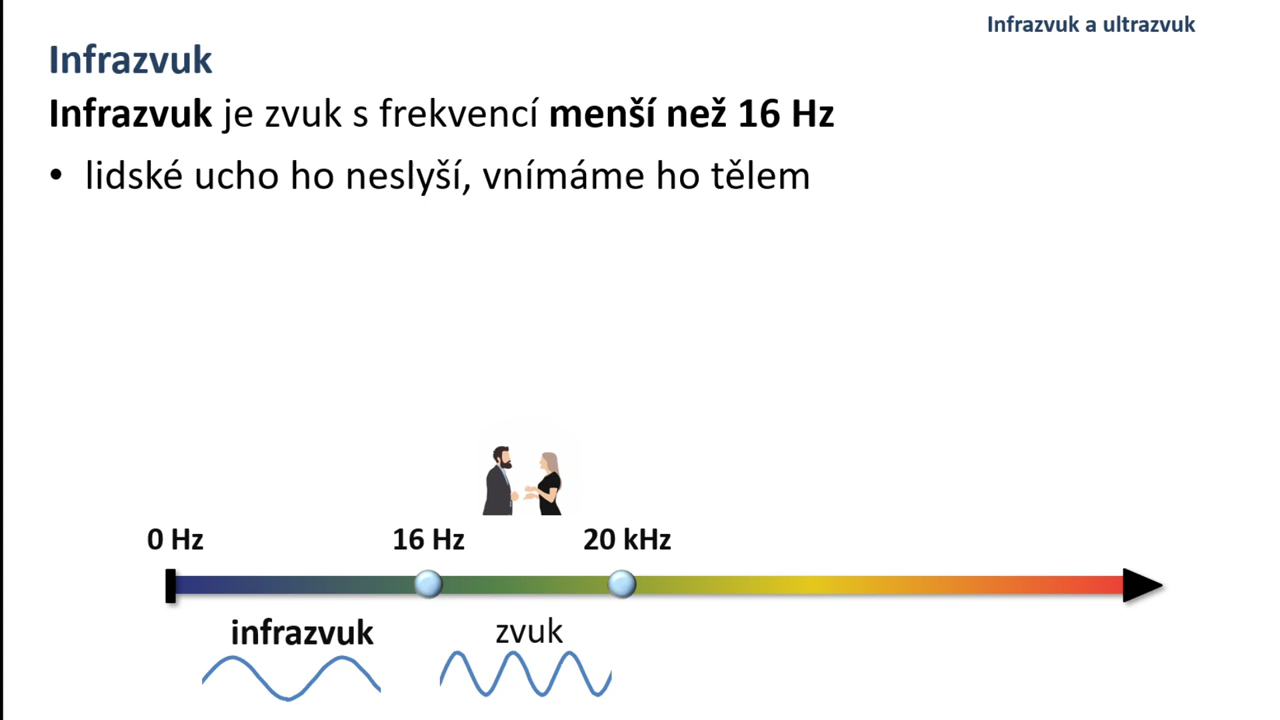 Infrazvuk a ultrazvuk
Infrazvuk
Infrazvuk je zvuk s frekvencí menší než 16 Hz
• lidské ucho ho neslyší, vnímáme ho tělem
0 Hz 16 Hz 20 kHz
infrazvuk zvuk